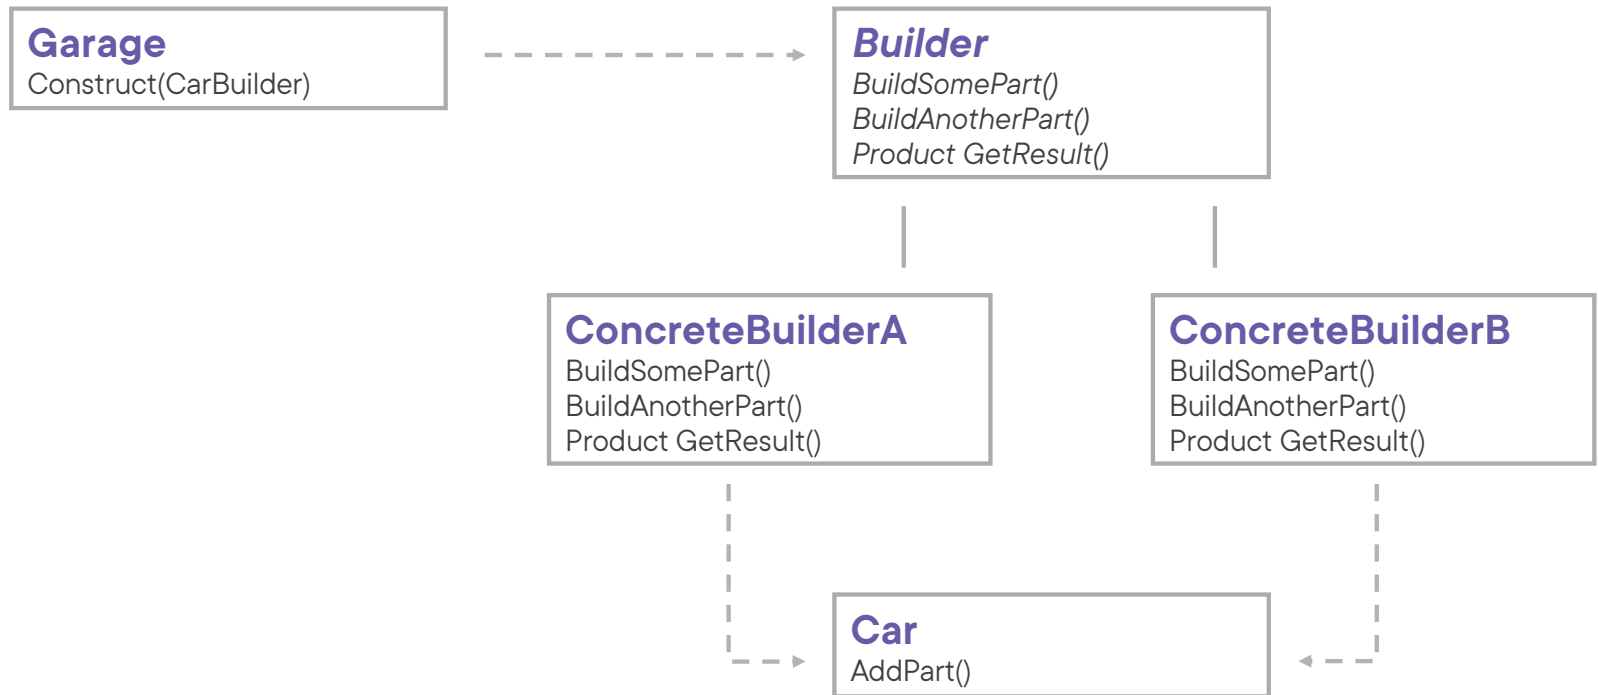 Garage
Construct(CarBuilder)
Builder
BuildSomePart()
BuildAnotherPart()
Product GetResult()
ConcreteBuilderA
BuildSomePart()
BuildAnotherPart()
Product GetResult()
ConcreteBuilderB
BuildSomePart()
BuildAnotherPart()
Product GetResult()
Car
AddPart()